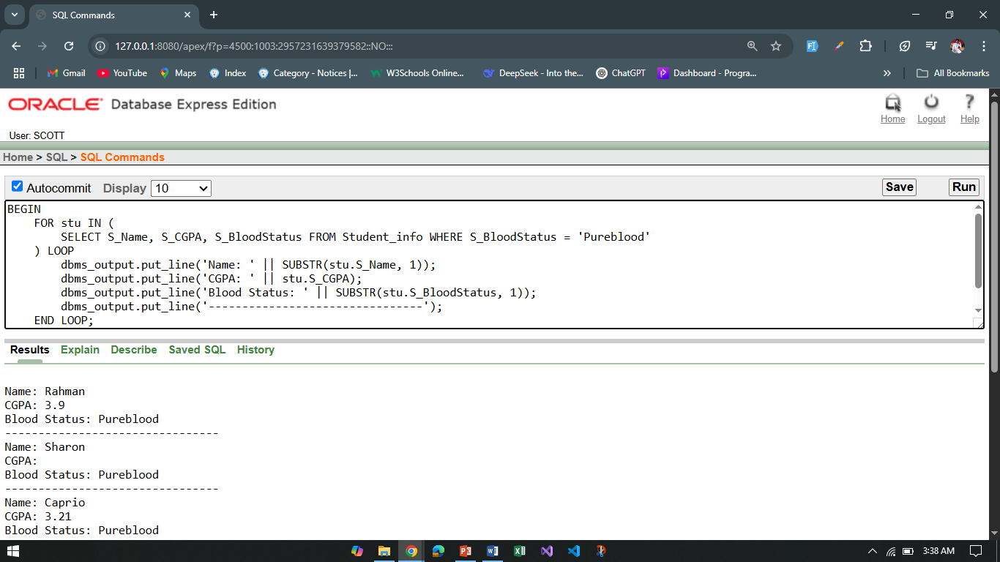 SQL Commands
127.0.0.1:8080/apex/f?p=4500:1003:2957231639379582::NO:::
Gmail YouTube Maps Index Category - Notices |... W3Schools Online... DeepSeek - Into the... ChatGPT Dashboard - Progra... » All Bookmarks
ORACLE Database Express Edition
Home Logout Help
User: SCOTT
Home > SQL > SQL Commands
Autocommit Display 10 Save Run
BEGIN
    FOR stu IN (
        SELECT S_Name, S_CGPA, S_BloodStatus FROM Student_info WHERE S_BloodStatus = 'Pureblood'
    ) LOOP
        dbms_output.put_line('Name: ' || SUBSTR(stu.S_Name, 1));
        dbms_output.put_line('CGPA: ' || stu.S_CGPA);
        dbms_output.put_line('Blood Status: ' || SUBSTR(stu.S_BloodStatus, 1));
        dbms_output.put_line('--------------------------------');
    END LOOP;
Results Explain Describe Saved SQL History
Name: Rahman
CGPA: 3.9
Blood Status: Pureblood
--------------------------------
Name: Sharon
CGPA:
Blood Status: Pureblood
--------------------------------
Name: Caprio
CGPA: 3.21
Blood Status: Pureblood
3:38 AM